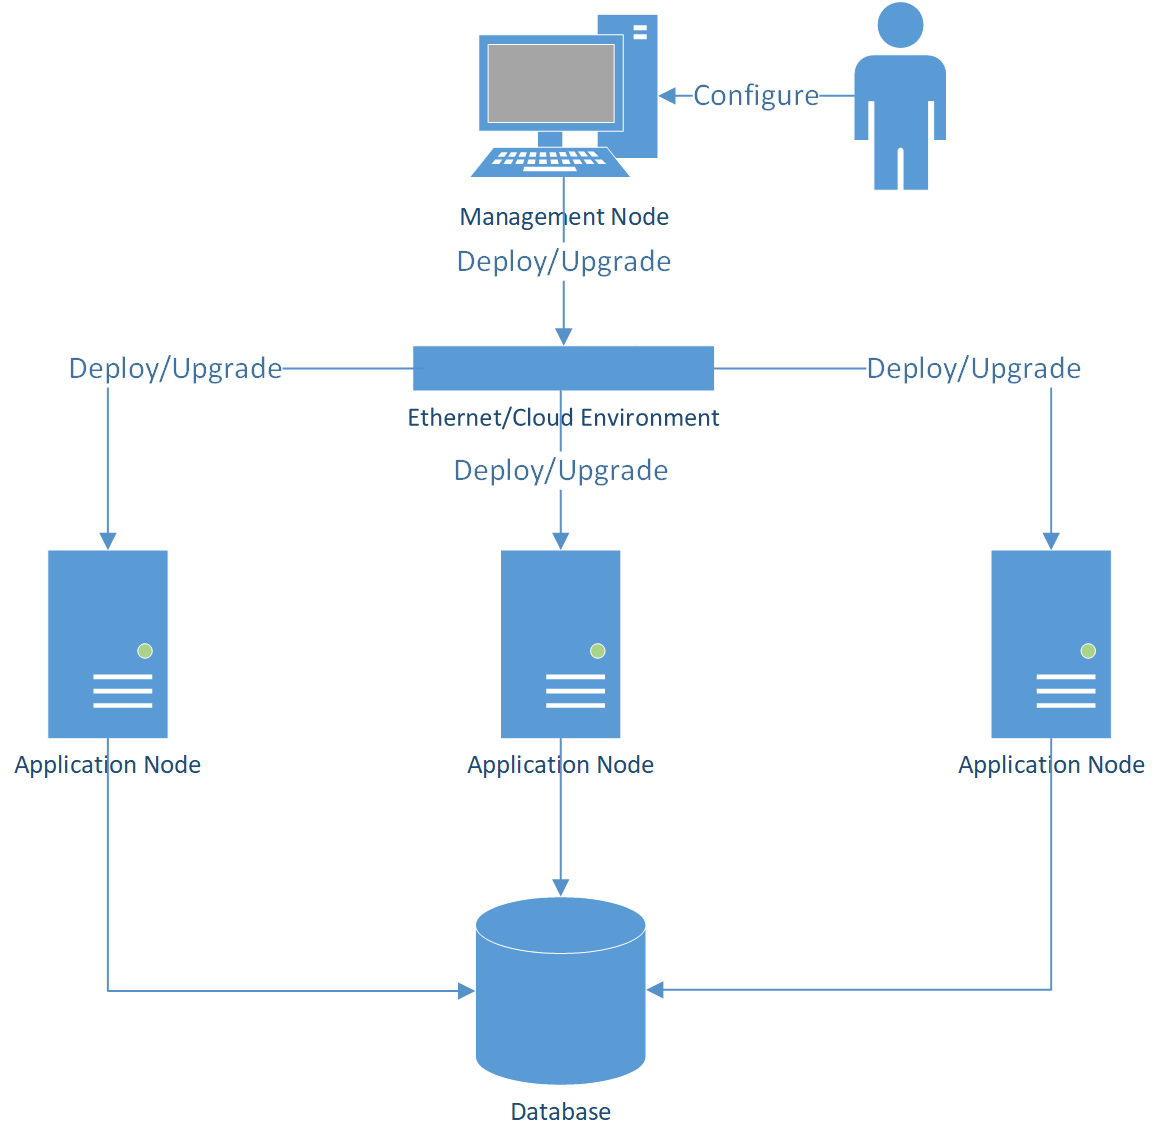 Configure
Management Node
Deploy/Upgrade
Deploy/Upgrade
Deploy/Upgrade
Ethernet/Cloud Environment
Deploy/Upgrade
Application Node
Application Node
Application Node
Database